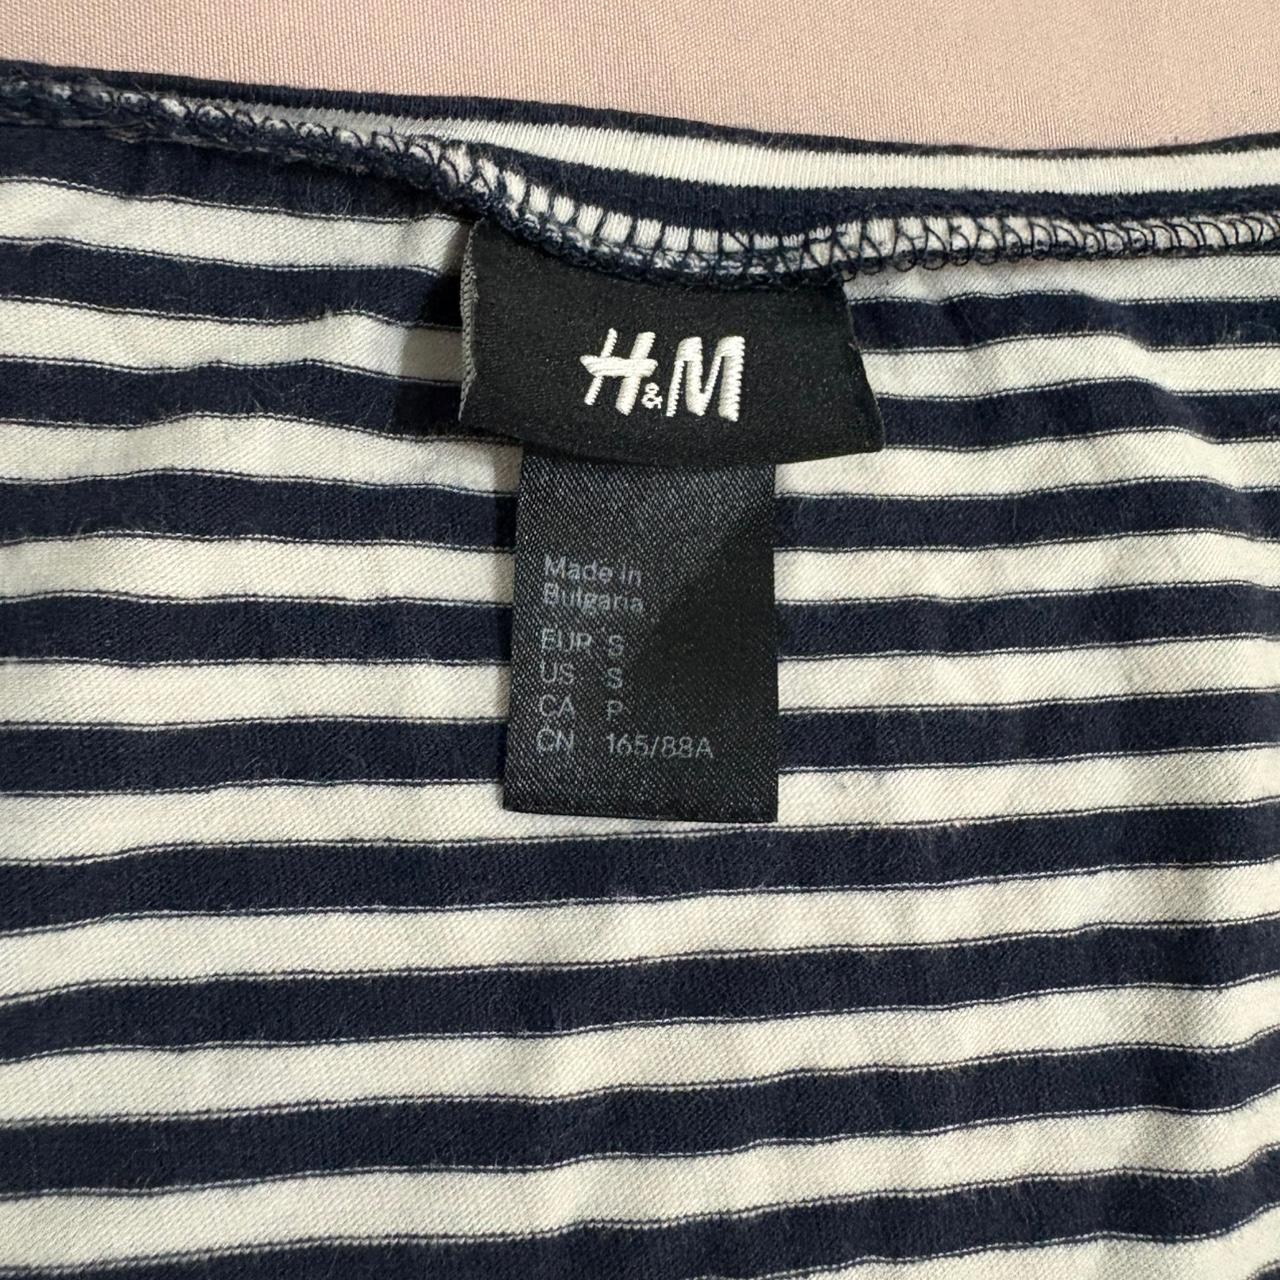 H&M
Made in
Bulgaria
EUR S
US S
CA P
CN 165/88A